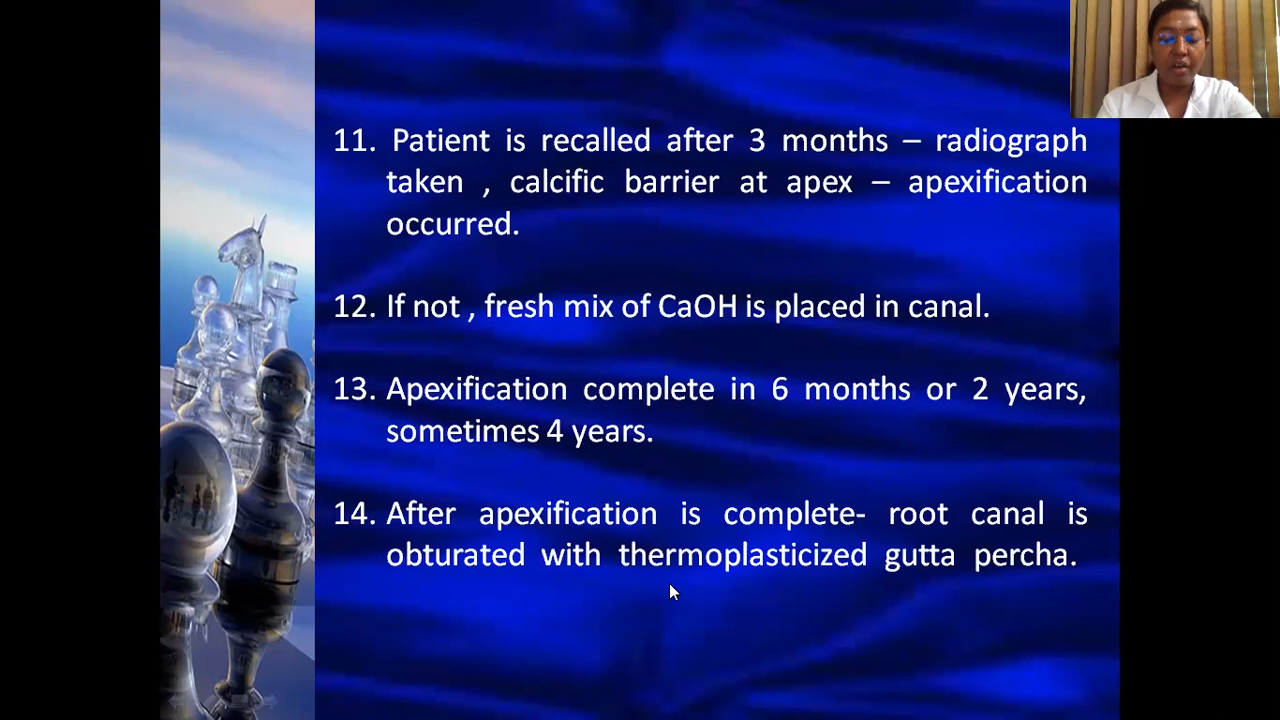 11. Patient is recalled after 3 months – radiograph
taken , calcific barrier at apex – apexification
occurred.
12. If not , fresh mix of CaOH is placed in canal.
13. Apexification complete in 6 months or 2 years,
sometimes 4 years.
14. After apexification is complete- root canal is
obturated with thermoplasticized gutta percha.